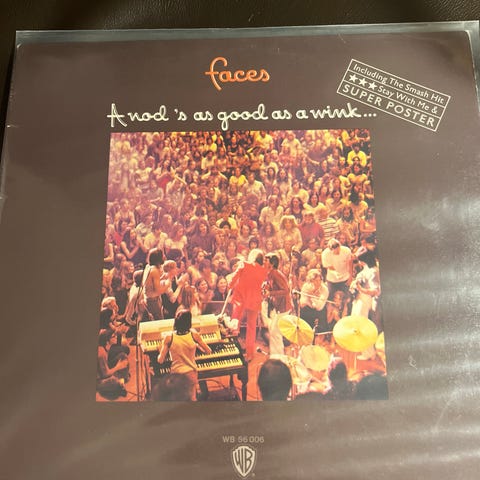 faces
A nod 's as good as a wink...
Including The Smash Hit
★★★ Stay With Me &
SUPER POSTER
WB 56 006
WB